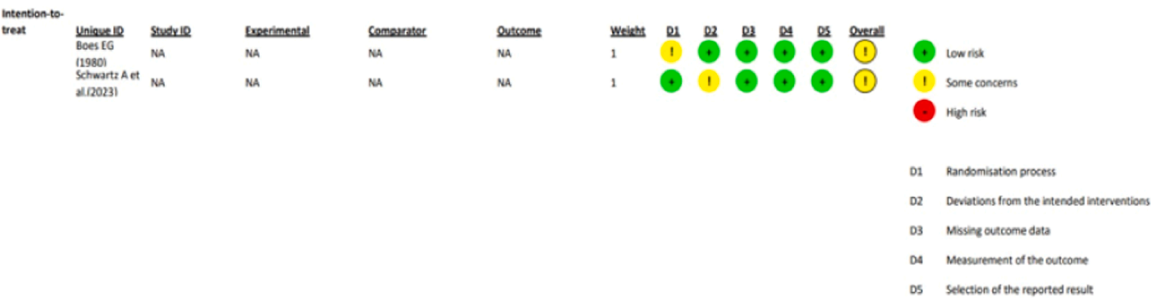 Intention-to-
treat
Unique ID Study ID Experimental Comparator Outcome Weight D1 D2 D3 D4 D5 Overall
Boes EG
(1980)
NA NA NA NA 1 ! + + + + !
Schwartz A et
al.(2023)
NA NA NA NA 1 + ! + + + !
+ Low risk
! Some concerns
- High risk
D1 Randomisation process
D2 Deviations from the intended interventions
D3 Missing outcome data
D4 Measurement of the outcome
D5 Selection of the reported result